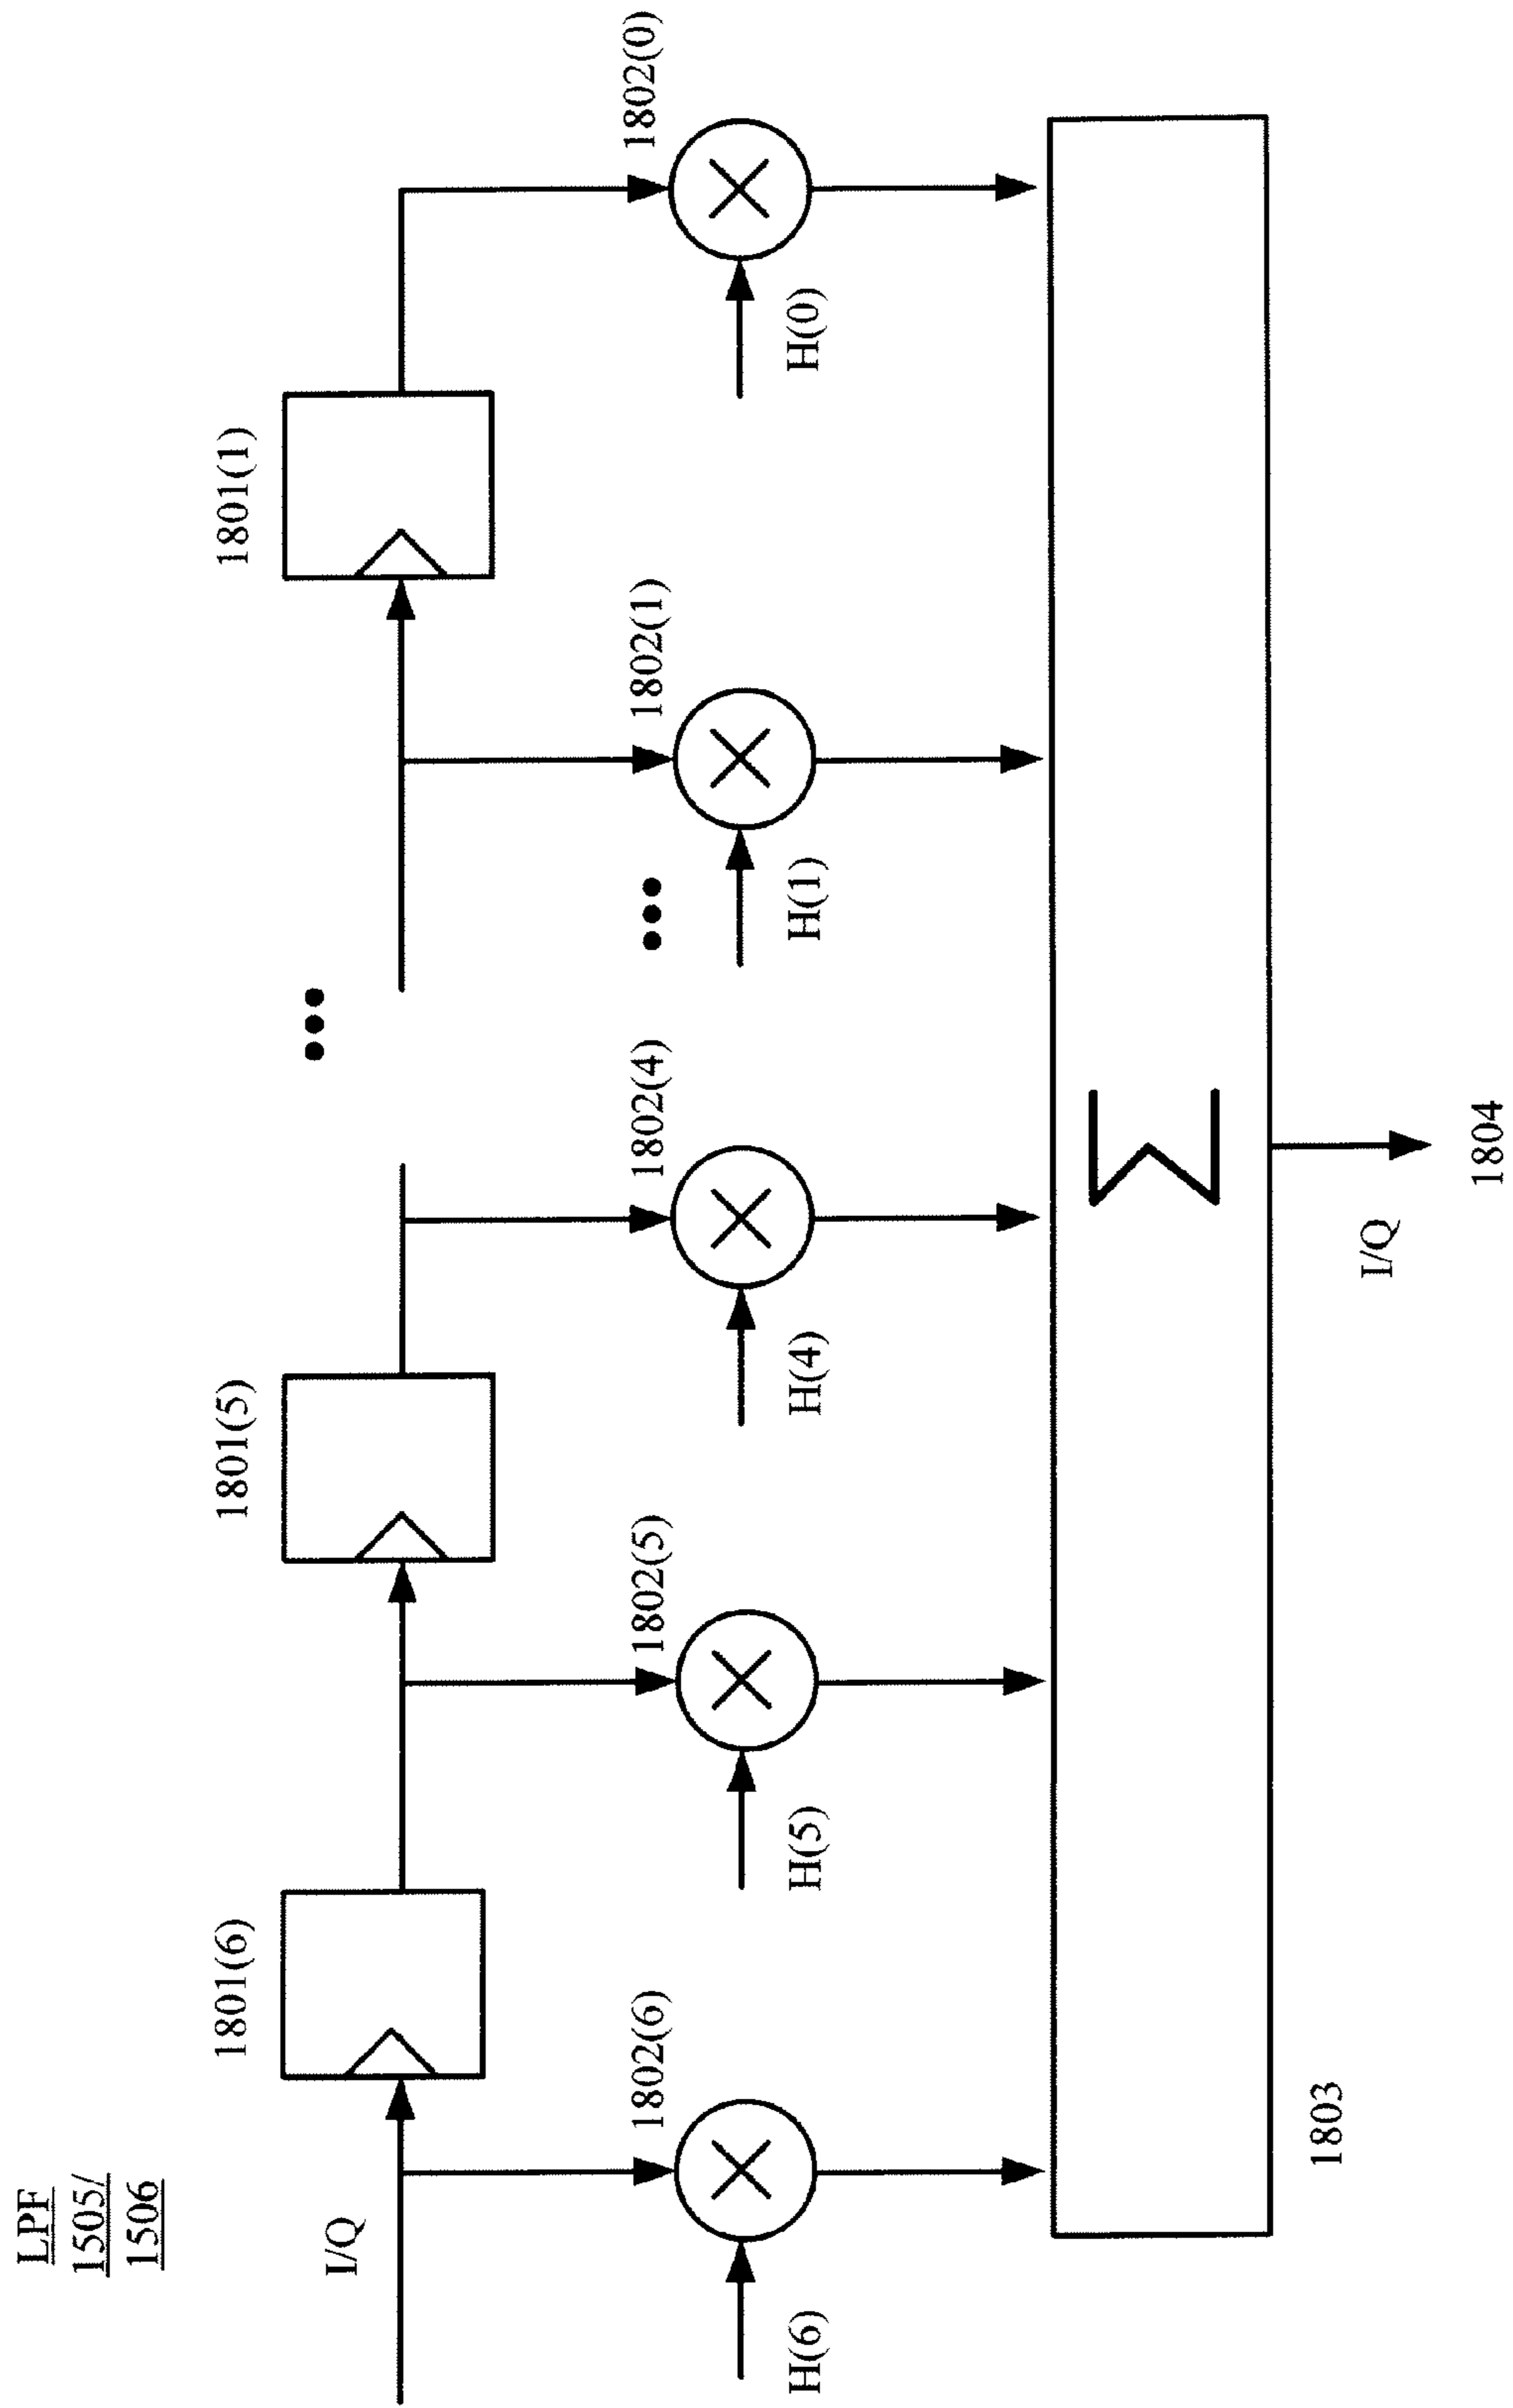 LPF
1505/
1506
I/Q
1801(6)
1801(5)
•••
1801(1)
1802(6)
1802(5)
1802(4)
•••
1802(1)
1802(0)
H(6)
H(5)
H(4)
H(1)
H(0)
Σ
1803
I/Q
1804